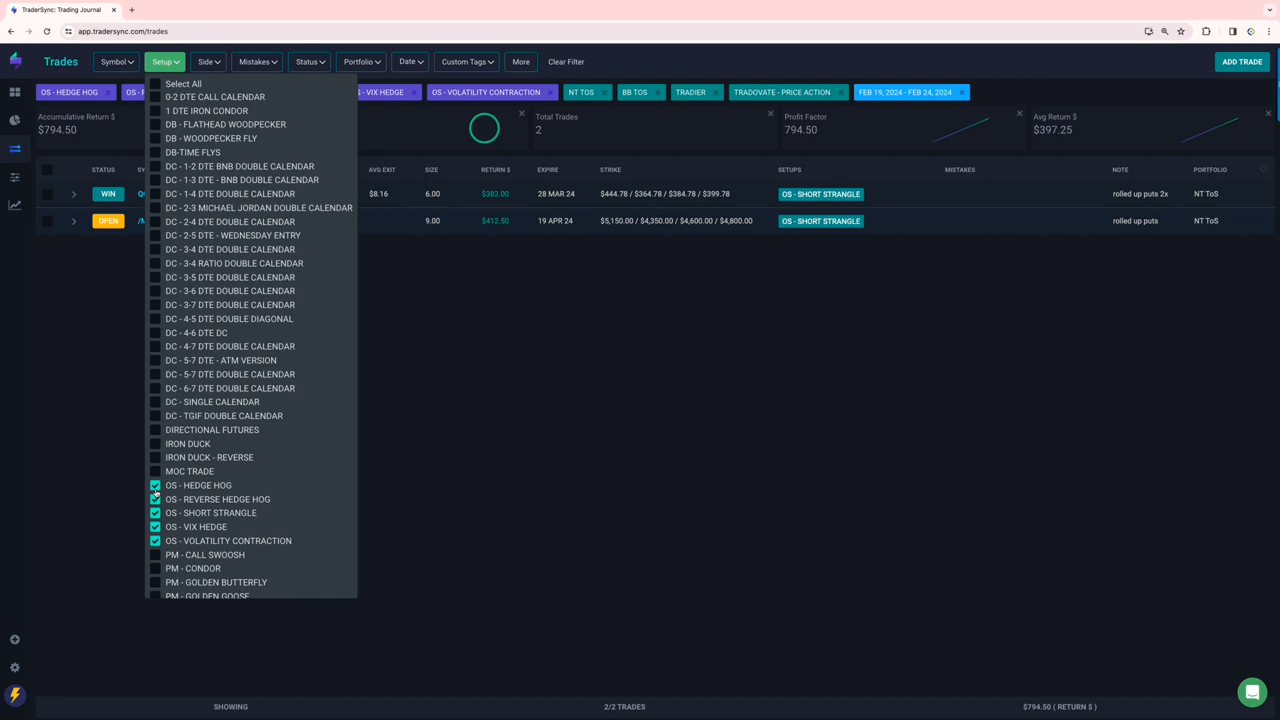 TraderSync: Trading Journal
app.tradersync.com/trades
Trades
Symbol
Setup
Side
Mistakes
Status
Portfolio
Date
Custom Tags
More
Clear Filter
ADD TRADE
OS - HEDGE HOG
S - VIX HEDGE
OS - VOLATILITY CONTRACTION
NT TOS
BB TOS
TRADIER
TRADOVATE - PRICE ACTION
FEB 19, 2024 - FEB 24, 2024
Accumulative Return $
$794.50
Total Trades
2
Profit Factor
794.50
Avg Return $
$397.25
STATUS
AVG EXIT
SIZE
RETURN $
EXPIRE
STRIKE
SETUPS
MISTAKES
NOTE
PORTFOLIO
WIN
$8.16
6.00
$382.00
28 MAR 24
$444.78 / $364.78 / $384.78 / $399.78
OS - SHORT STRANGLE
rolled up puts 2x
NT ToS
OPEN
9.00
$412.50
19 APR 24
$5,150.00 / $4,350.00 / $4,600.00 / $4,800.00
OS - SHORT STRANGLE
rolled up puts
NT ToS
Select All
0-2 DTE CALL CALENDAR
1 DTE IRON CONDOR
DB - FLATHEAD WOODPECKER
DB - WOODPECKER FLY
DB-TIME FLYS
DC - 1-2 DTE BNB DOUBLE CALENDAR
DC - 1-3 DTE - BNB DOUBLE CALENDAR
DC - 1-4 DTE DOUBLE CALENDAR
DC - 2-3 MICHAEL JORDAN DOUBLE CALENDAR
DC - 2-4 DTE DOUBLE CALENDAR
DC - 2-5 DTE - WEDNESDAY ENTRY
DC - 3-4 DTE DOUBLE CALENDAR
DC - 3-4 RATIO DOUBLE CALENDAR
DC - 3-5 DTE DOUBLE CALENDAR
DC - 3-6 DTE DOUBLE CALENDAR
DC - 3-7 DTE DOUBLE CALENDAR
DC - 4-5 DTE DOUBLE DIAGONAL
DC - 4-6 DTE DC
DC - 4-7 DTE DOUBLE CALENDAR
DC - 5-7 DTE - ATM VERSION
DC - 5-7 DTE DOUBLE CALENDAR
DC - 6-7 DTE DOUBLE CALENDAR
DC - SINGLE CALENDAR
DC - TGIF DOUBLE CALENDAR
DIRECTIONAL FUTURES
IRON DUCK
IRON DUCK - REVERSE
MOC TRADE
OS - HEDGE HOG
OS - REVERSE HEDGE HOG
OS - SHORT STRANGLE
OS - VIX HEDGE
OS - VOLATILITY CONTRACTION
PM - CALL SWOOSH
PM - CONDOR
PM - GOLDEN BUTTERFLY
PM - GOLDEN GOOSE
SHOWING
2/2 TRADES
$794.50 ( RETURN $ )